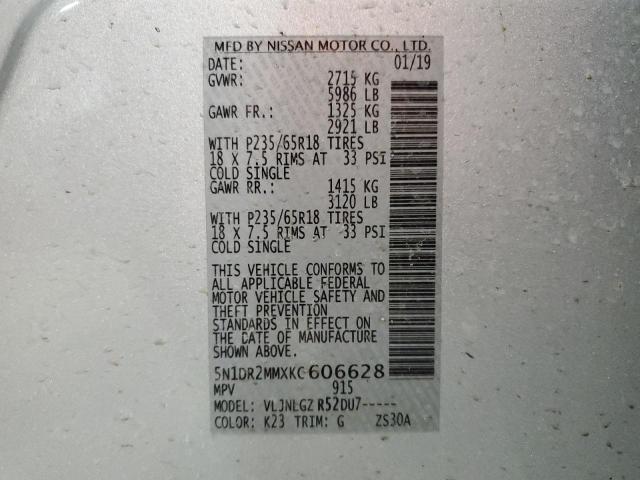 MFD BY NISSAN MOTOR CO., LTD.
DATE: 01/19
GVWR: 2715 KG
5986 LB
GAWR FR.: 1325 KG
2921 LB
WITH P235/65R18 TIRES
18 X 7.5 RIMS AT 33 PSI
COLD SINGLE
GAWR RR.: 1415 KG
3120 LB
WITH P235/65R18 TIRES
18 X 7.5 RIMS AT 33 PSI
COLD SINGLE
THIS VEHICLE CONFORMS TO
ALL APPLICABLE FEDERAL
MOTOR VEHICLE SAFETY AND
THEFT PREVENTION
STANDARDS IN EFFECT ON
THE DATE OF MANUFACTURE
SHOWN ABOVE.
5N1DR2MMXKC606628
MPV 915
MODEL: VLJNLGZ R52DU7-----
COLOR: K23 TRIM: G ZS30A